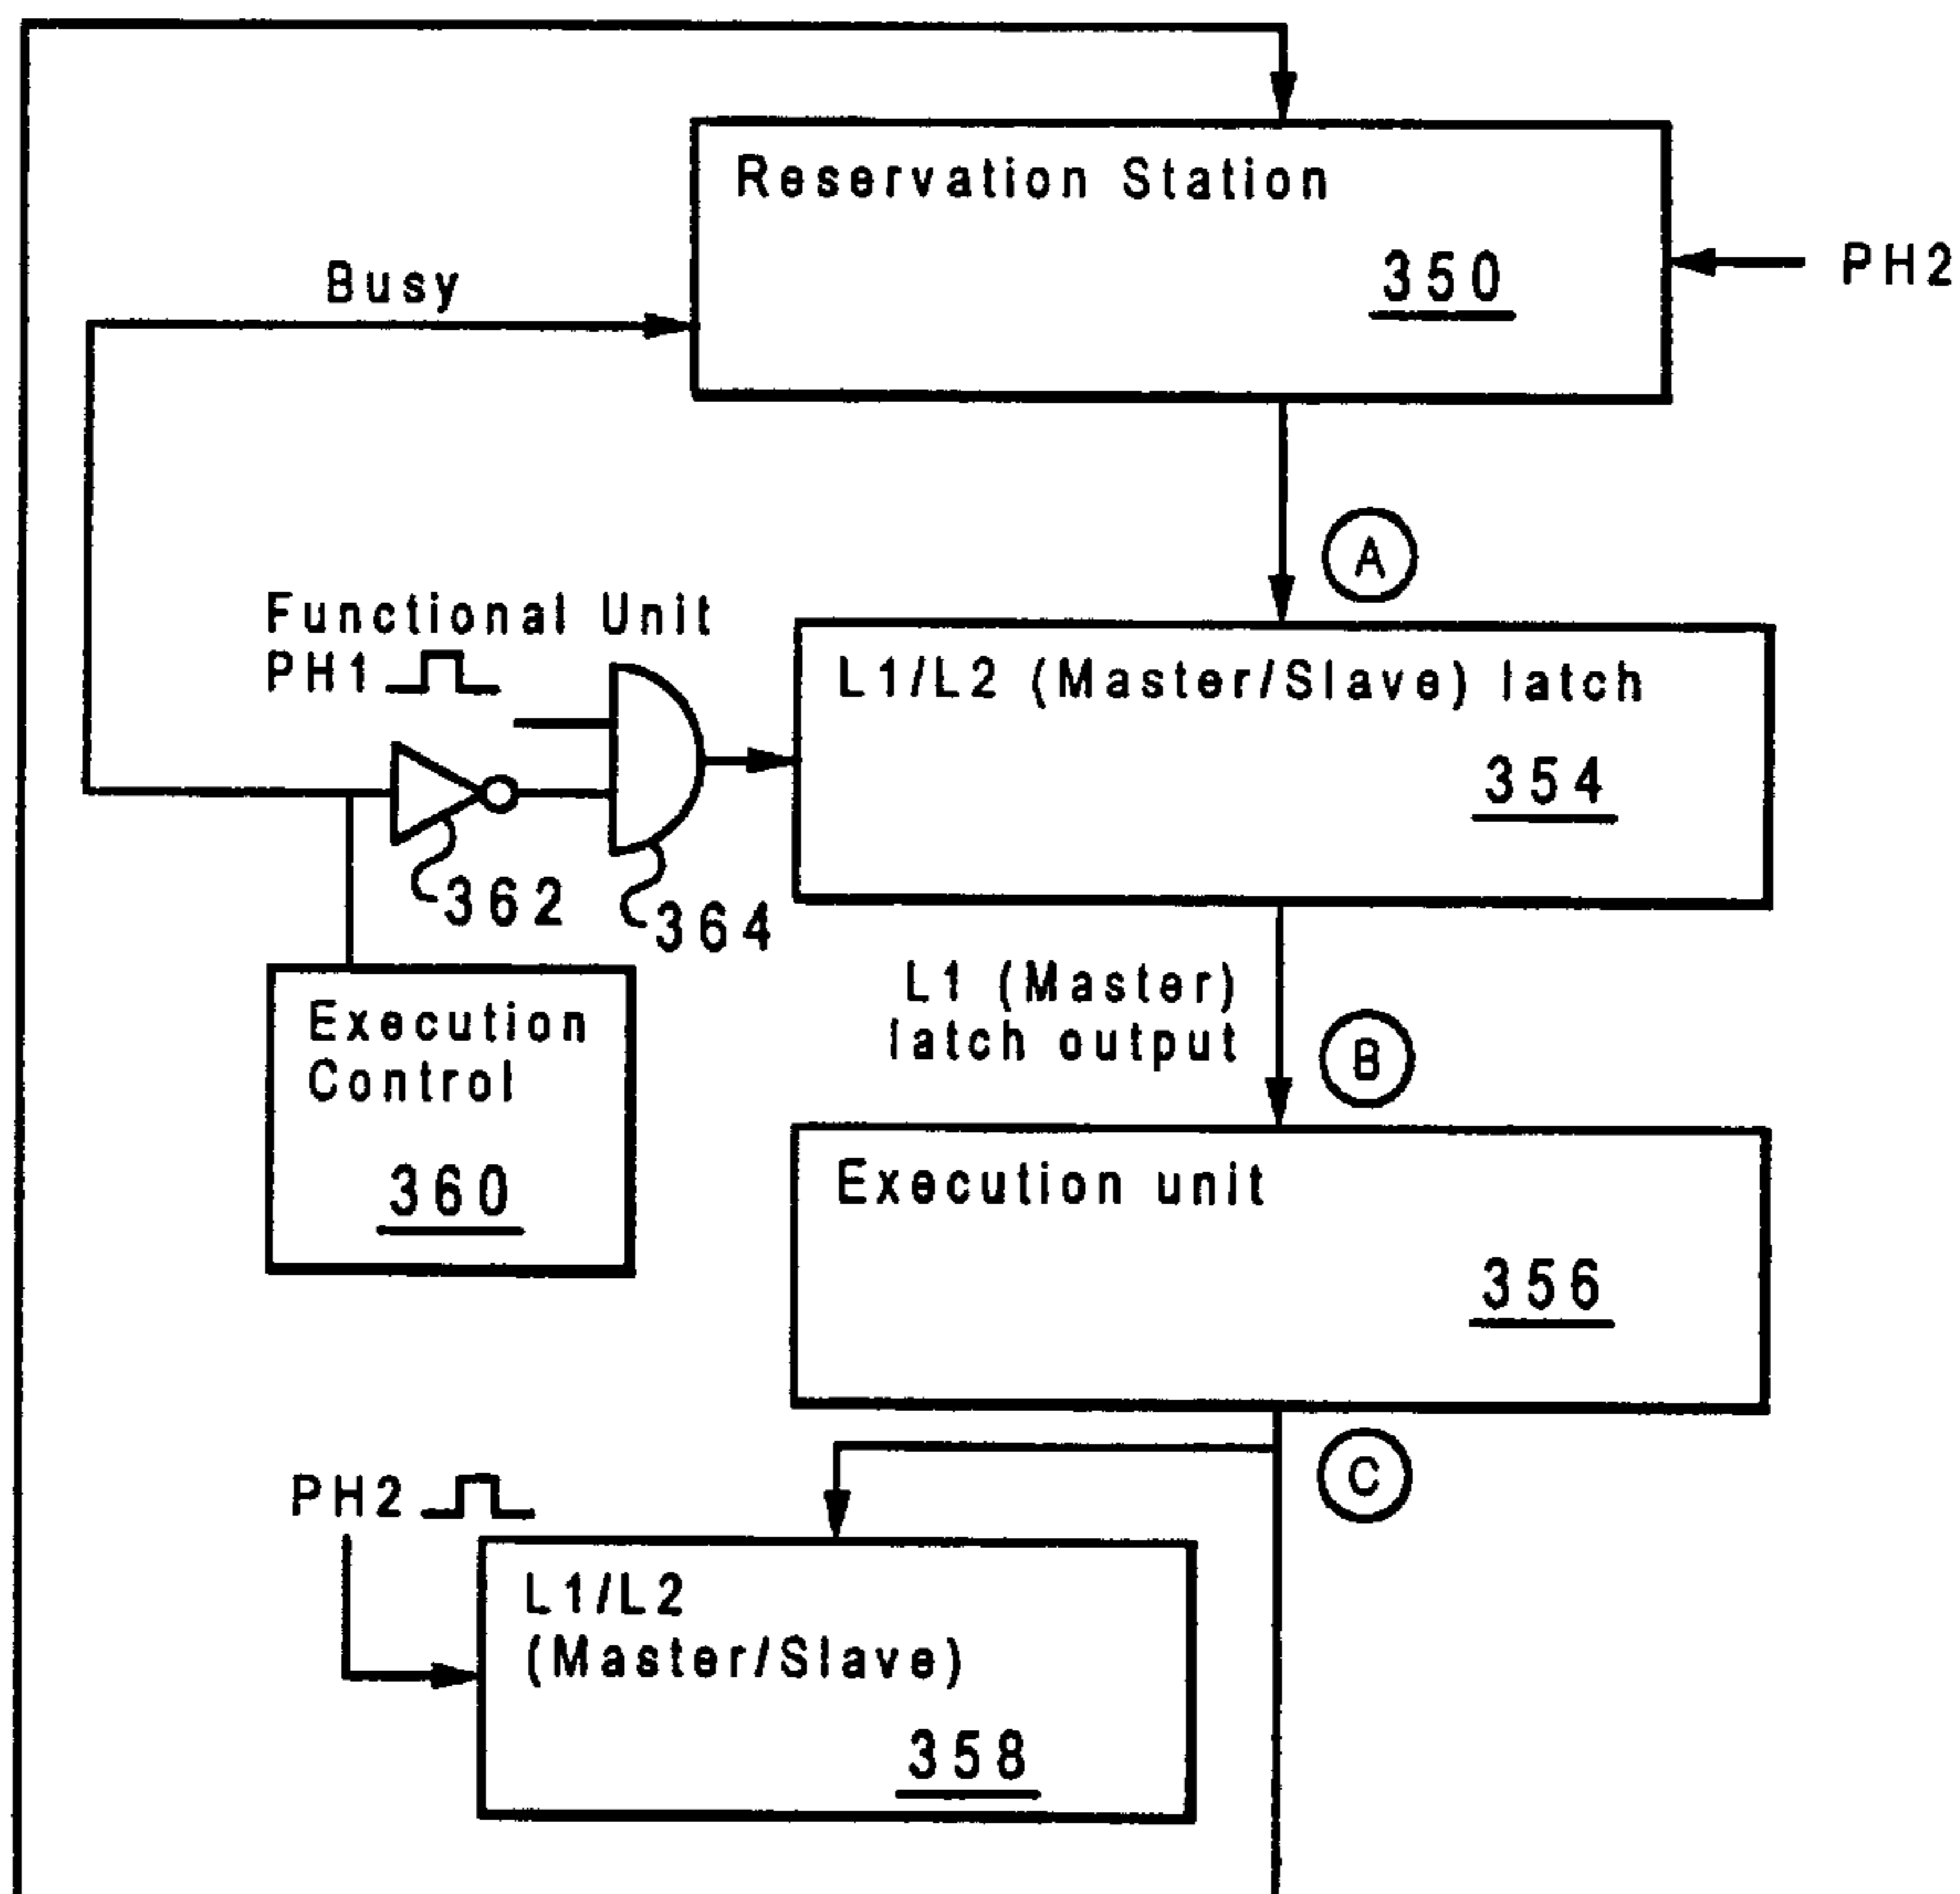 Reservation Station
350
PH2
Busy
A
Functional Unit
PH1
L1/L2 (Master/Slave) latch
354
362
364
L1 (Master)
latch output
B
Execution
Control
360
Execution unit
356
C
PH2
L1/L2
(Master/Slave)
358